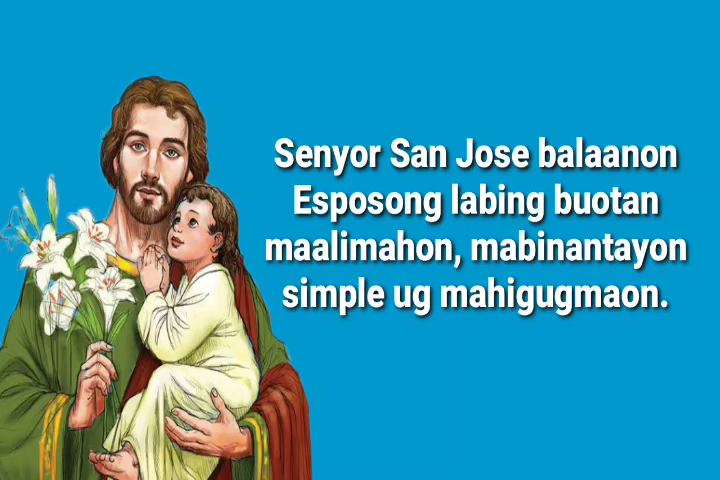 Senyor San Jose balaanon
Esposong labing buotan
maalimahon, mabinantayon
simple ug mahigugmaon.